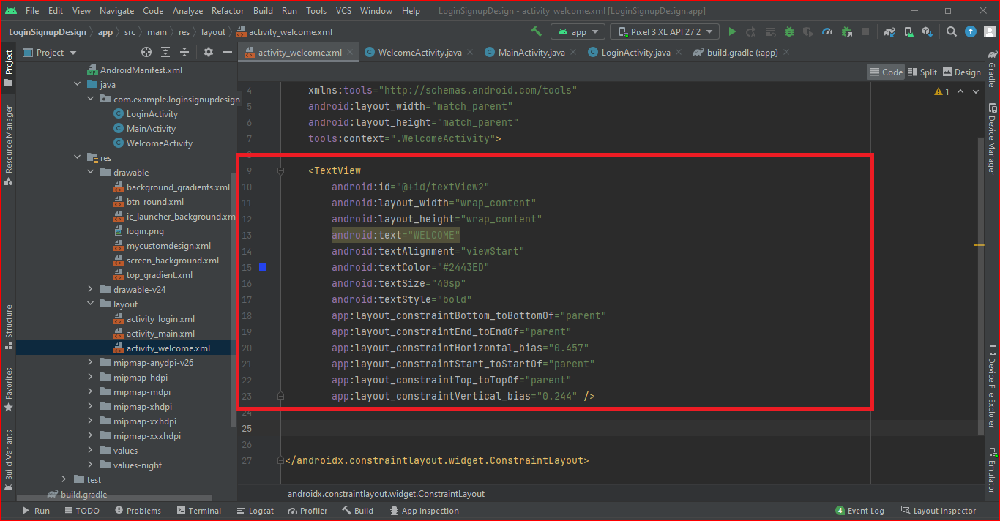 File Edit View Navigate Code Analyze Refactor Build Run Tools VCS Window Help LoginSignupDesign - activity_welcome.xml [LoginSignupDesign.app]
LoginSignupDesign app src main res layout activity_welcome.xml app Pixel 3 XL API 27 2
Project
activity_welcome.xml WelcomeActivity.java MainActivity.java LoginActivity.java build.gradle (:app)
Code Split Design
1
Project
Resource Manager
Structure
Favorites
Build Variants
AndroidManifest.xml
java
com.example.loginsignupdesign
LoginActivity
MainActivity
WelcomeActivity
res
drawable
background_gradients.xml
btn_round.xml
ic_launcher_background.xm
login.png
mycustomdesign.xml
screen_background.xml
top_gradient.xml
drawable-v24
layout
activity_login.xml
activity_main.xml
activity_welcome.xml
mipmap-anydpi-v26
mipmap-hdpi
mipmap-mdpi
mipmap-xhdpi
mipmap-xxhdpi
mipmap-xxxhdpi
values
values-night
test
build.gradle
4 xmlns:tools="http://schemas.android.com/tools"
5 android:layout_width="match_parent"
6 android:layout_height="match_parent"
7 tools:context=".WelcomeActivity">
9 <TextView
10 android:id="@+id/textView2"
11 android:layout_width="wrap_content"
12 android:layout_height="wrap_content"
13 android:text="WELCOME"
14 android:textAlignment="viewStart"
15 android:textColor="#2443ED"
16 android:textSize="40sp"
17 android:textStyle="bold"
18 app:layout_constraintBottom_toBottomOf="parent"
19 app:layout_constraintEnd_toEndOf="parent"
20 app:layout_constraintHorizontal_bias="0.457"
21 app:layout_constraintStart_toStartOf="parent"
22 app:layout_constraintTop_toTopOf="parent"
23 app:layout_constraintVertical_bias="0.244" />
24
25
26
27 </androidx.constraintlayout.widget.ConstraintLayout>
androidx.constraintlayout.widget.ConstraintLayout
Gradle
Device Manager
Device File Explorer
Emulator
Run TODO Problems Terminal Logcat Profiler Build App Inspection 4 Event Log Layout Inspector